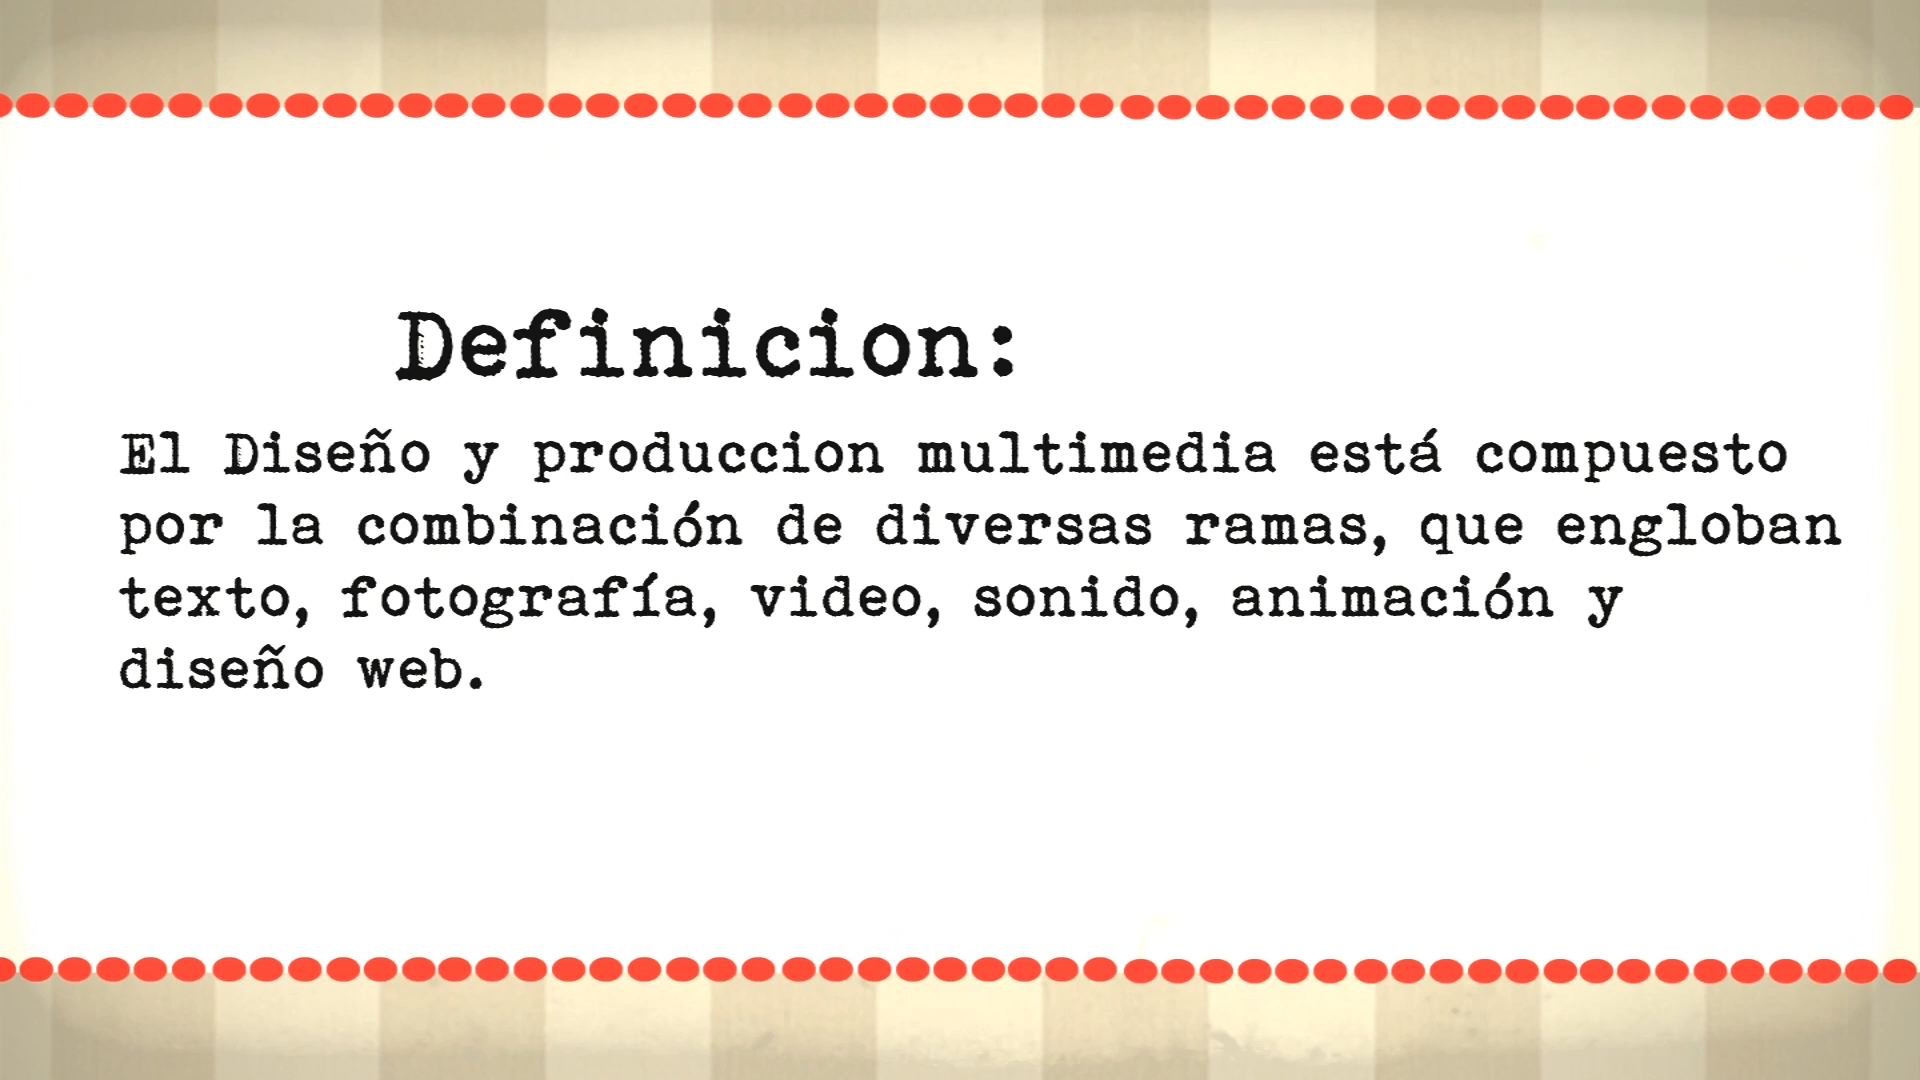 Definicion:
El Diseño y produccion multimedia está compuesto
por la combinación de diversas ramas, que engloban
texto, fotografía, video, sonido, animación y
diseño web.